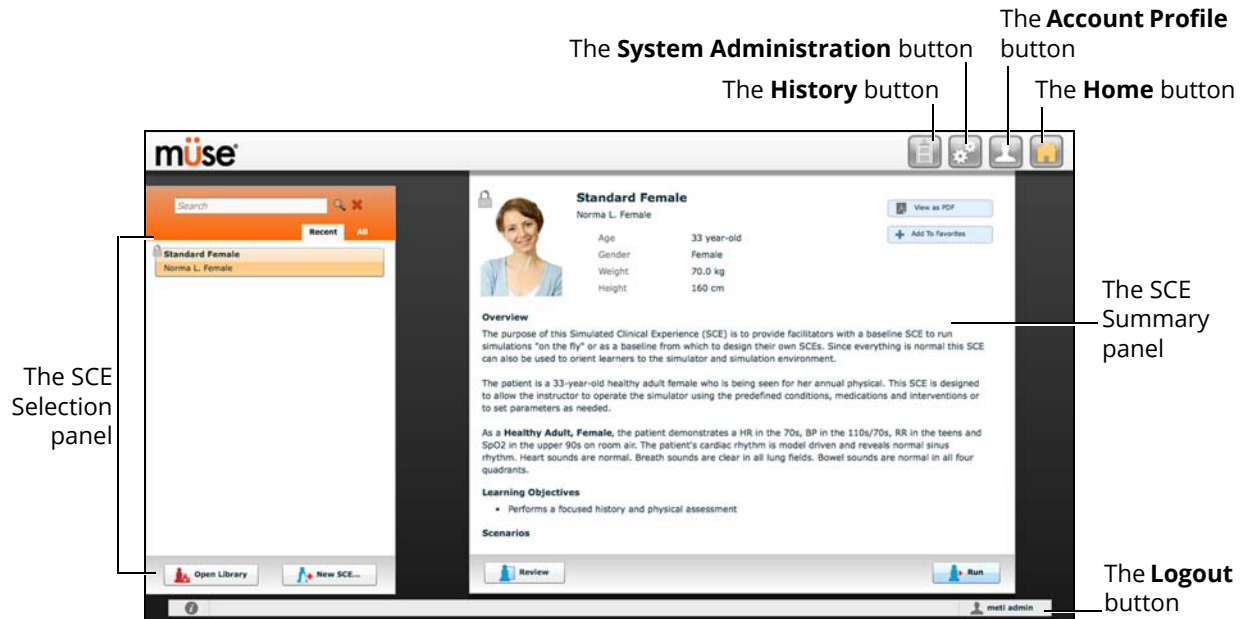 The Account Profile
button
The System Administration button
The History button
The Home button
müse
Search
Recent All
Standard Female
Norma L. Female
Standard Female
Norma L. Female
Age 33 year-old
Gender Female
Weight 70.0 kg
Height 160 cm
View as PDF
Add To Favorites
Overview
The purpose of this Simulated Clinical Experience (SCE) is to provide facilitators with a baseline SCE to run
simulations "on the fly" or as a baseline from which to design their own SCEs. Since everything is normal this SCE
can also be used to orient learners to the simulator and simulation environment.
The patient is a 33-year-old healthy adult female who is being seen for her annual physical. This SCE is designed
to allow the instructor to operate the simulator using the predefined conditions, medications and interventions or
to set parameters as needed.
As a Healthy Adult, Female, the patient demonstrates a HR in the 70s, BP in the 110s/70s, RR in the teens and
SpO2 in the upper 90s on room air. The patient's cardiac rhythm is model driven and reveals normal sinus
rhythm. Heart sounds are normal. Breath sounds are clear in all lung fields. Bowel sounds are normal in all four
quadrants.
Learning Objectives
• Performs a focused history and physical assessment
Scenarios
The SCE
Selection
panel
The SCE
Summary
panel
Open Library
New SCE...
Review
Run
meti admin
The Logout
button